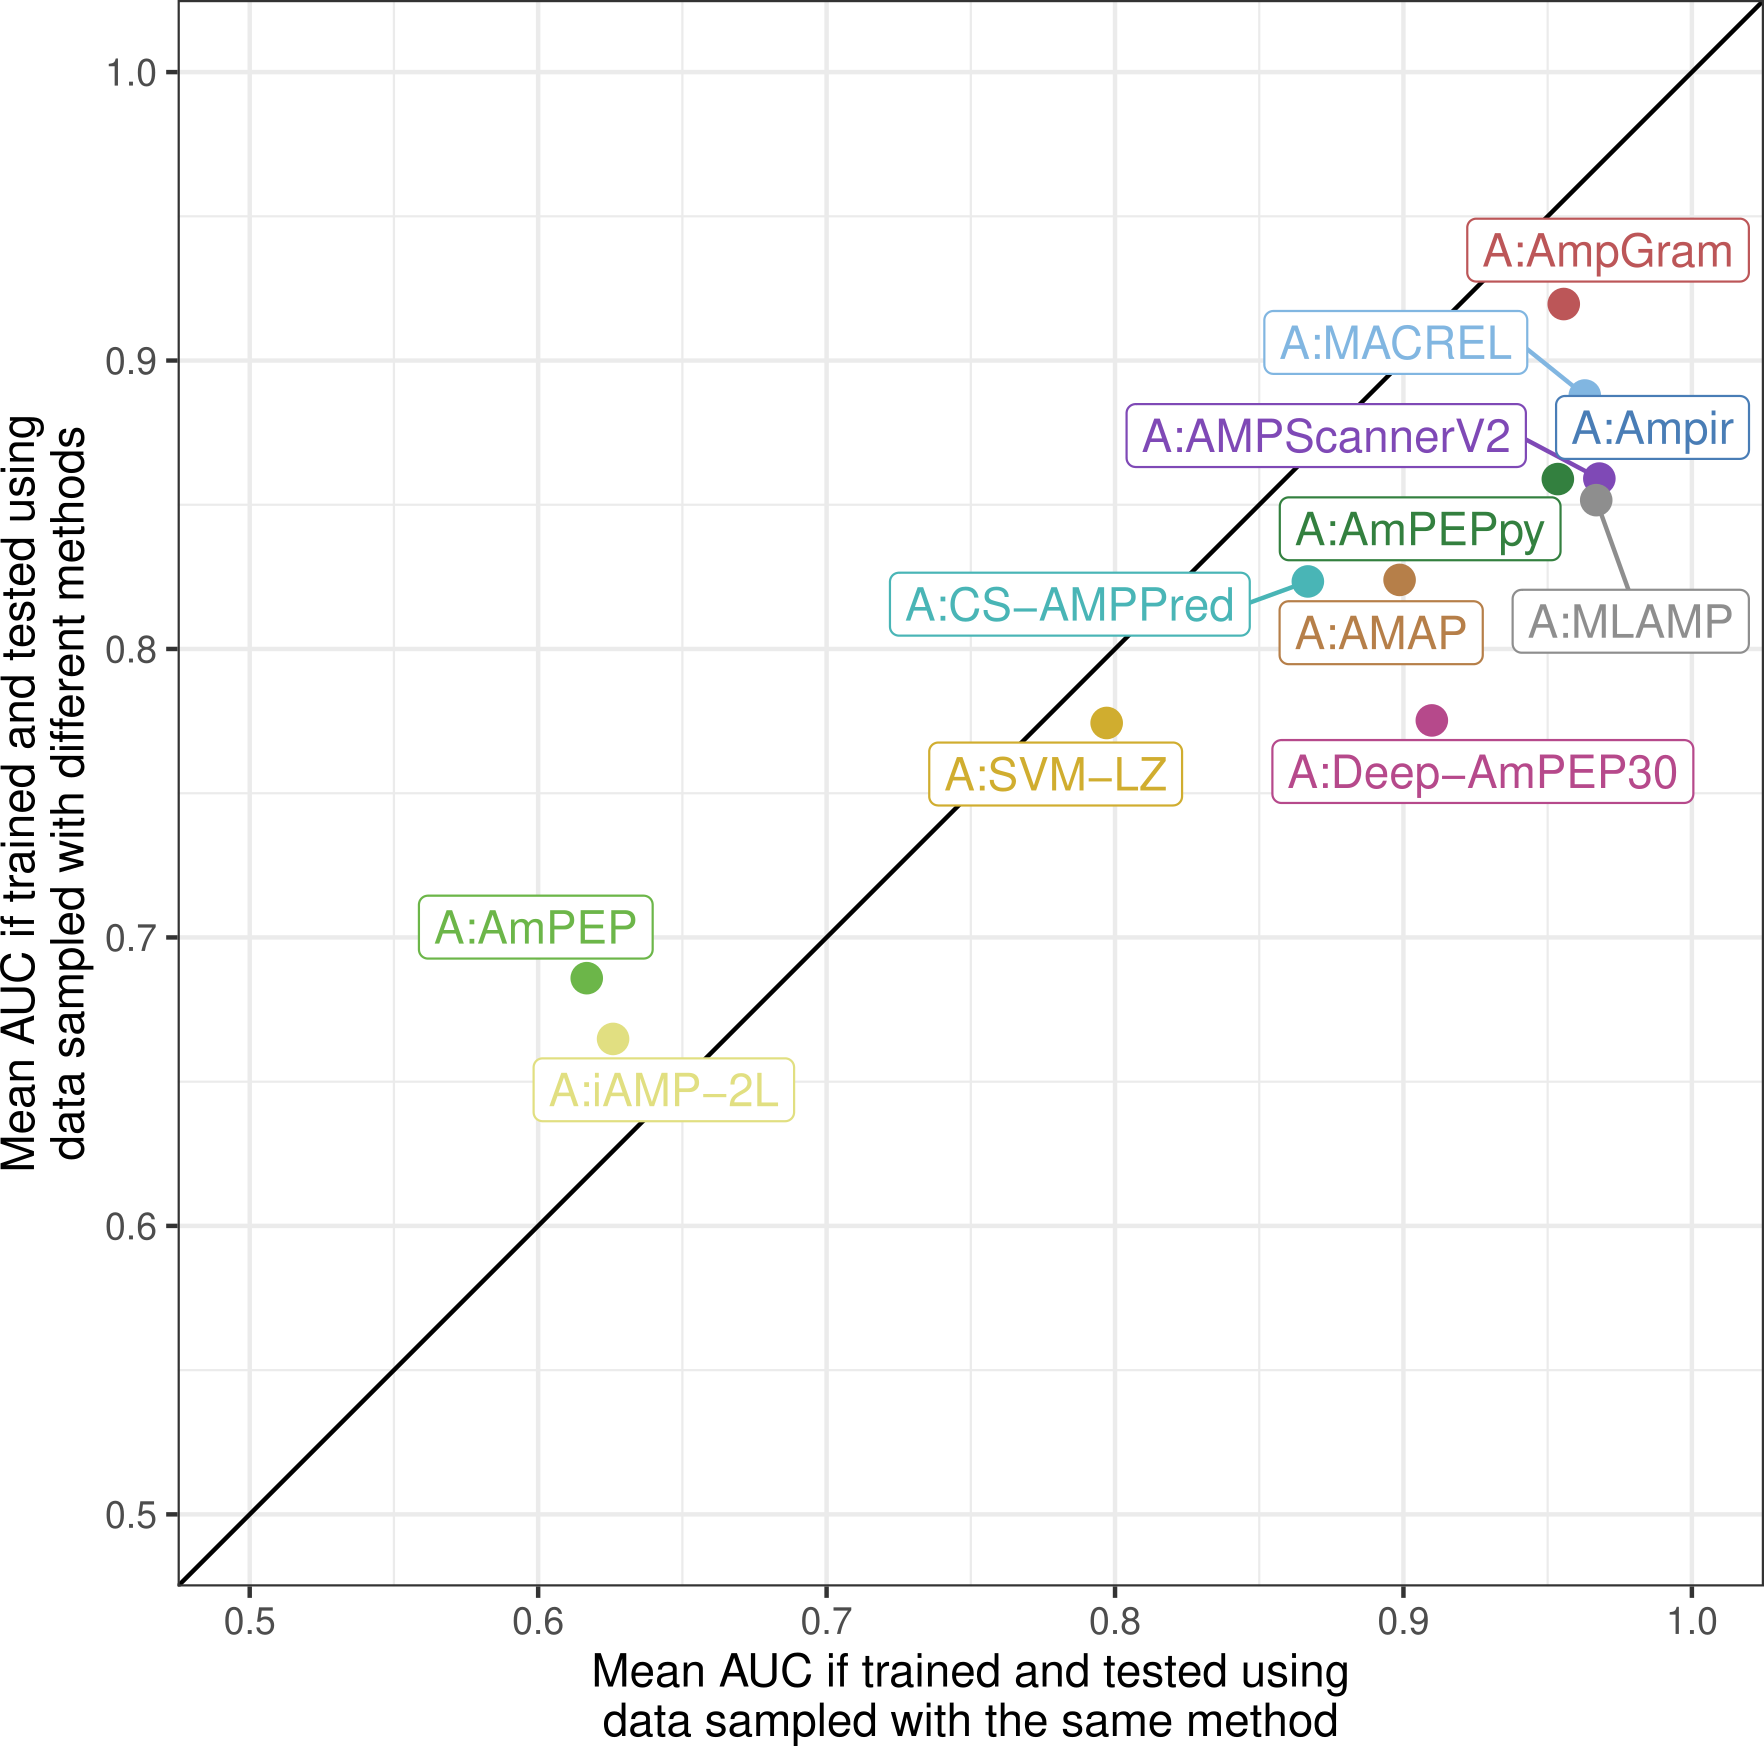 Mean AUC if trained and tested using
data sampled with different methods
1.0
0.9
0.8
0.7
0.6
0.5
A:AmpGram
A:MACREL
A:Ampir
A:AMPScannerV2
A:AmPEPpy
A:CS−AMPPred
A:AMAP
A:MLAMP
A:SVM−LZ
A:Deep−AmPEP30
A:AmPEP
A:iAMP−2L
0.5 0.6 0.7 0.8 0.9 1.0
Mean AUC if trained and tested using
data sampled with the same method